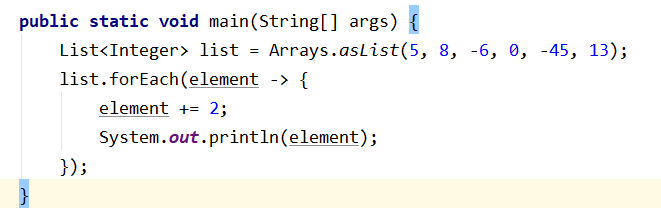 public static void main(String[] args) {
    List<Integer> list = Arrays.asList(5, 8, -6, 0, -45, 13);
    list.forEach(element -> {
        element += 2;
        System.out.println(element);
    });
}